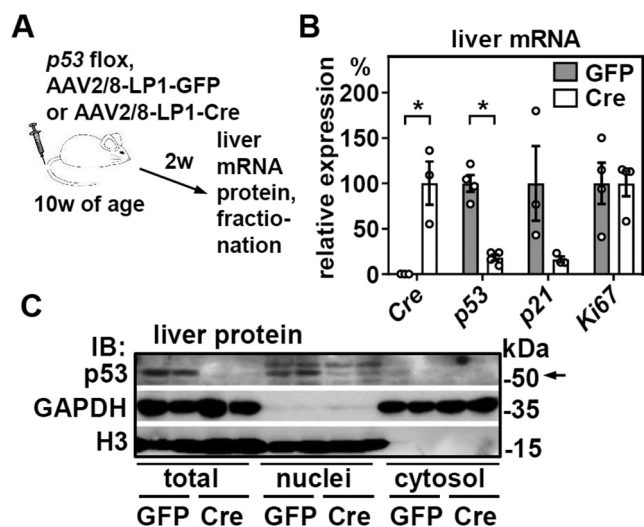 A
p53 flox,
AAV2/8-LP1-GFP
or AAV2/8-LP1-Cre
2w
liver
mRNA
protein,
fractio-
nation
10w of age
B
liver mRNA
%
GFP
Cre
relative expression
200
150
100
50
0
*
*
Cre
p53
p21
Ki67
C
liver protein
IB:
kDa
p53
-50
GAPDH
-35
H3
-15
total nuclei cytosol
GFP Cre GFP Cre GFP Cre